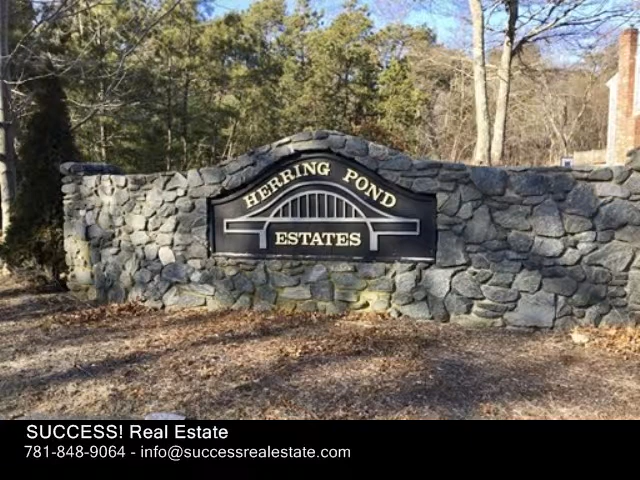 HERRING POND
ESTATES
SUCCESS! Real Estate
781-848-9064 - info@successrealestate.com